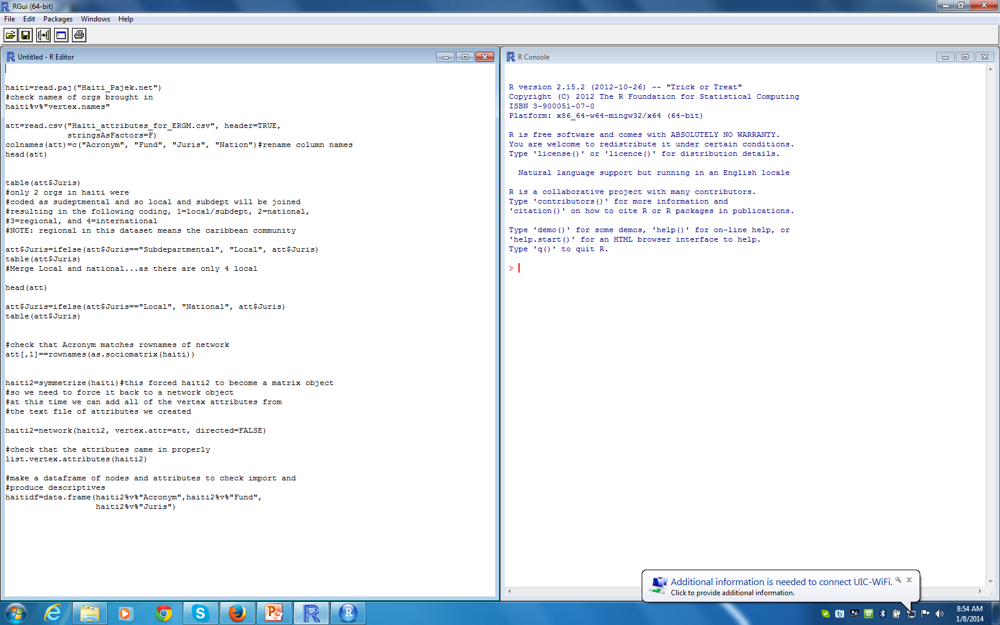 RGui (64-bit)
File Edit Packages Windows Help
Untitled - R Editor
haiti=read.paj("Haiti_Pajek.net")
#check names of orgs brought in
haiti%v%"vertex.names"
att=read.csv("Haiti_attributes_for_ERGM.csv", header=TRUE,
stringsAsFactors=F)
colnames(att)=c("Acronym", "Fund", "Juris", "Nation")#rename column names
head(att)
table(att$Juris)
#only 2 orgs in haiti were
#coded as sudeptmental and so local and subdept will be joined
#resulting in the following coding, 1=local/subdept, 2=national,
#3=regional, and 4=international
#NOTE: regional in this dataset means the caribbean community
att$Juris=ifelse(att$Juris=="Subdepartmental", "Local", att$Juris)
table(att$Juris)
#Merge Local and national...as there are only 4 local
head(att)
att$Juris=ifelse(att$Juris=="Local", "National", att$Juris)
table(att$Juris)
#check that Acronym matches rownames of network
att[,1]==rownames(as.sociomatrix(haiti))
haiti2=symmetrize(haiti)#this forced haiti2 to become a matrix object
#so we need to force it back to a network object
#at this time we can add all of the vertex attributes from
#the text file of attributes we created
haiti2=network(haiti2, vertex.attr=att, directed=FALSE)
#check that the attributes came in properly
list.vertex.attributes(haiti2)
#make a dataframe of nodes and attributes to check import and
#produce descriptives
haitidf=data.frame(haiti2%v%"Acronym",haiti2%v%"Fund",
haiti2%v%"Juris")
R Console
R version 2.15.2 (2012-10-26) -- "Trick or Treat"
Copyright (C) 2012 The R Foundation for Statistical Computing
ISBN 3-900051-07-0
Platform: x86_64-w64-mingw32/x64 (64-bit)
R is free software and comes with ABSOLUTELY NO WARRANTY.
You are welcome to redistribute it under certain conditions.
Type 'license()' or 'licence()' for distribution details.
Natural language support but running in an English locale
R is a collaborative project with many contributors.
Type 'contributors()' for more information and
'citation()' on how to cite R or R packages in publications.
Type 'demo()' for some demos, 'help()' for on-line help, or
'help.start()' for an HTML browser interface to help.
Type 'q()' to quit R.
>
Additional information is needed to connect UIC-WiFi.
Click to provide additional information.
8:54 AM
1/8/2014